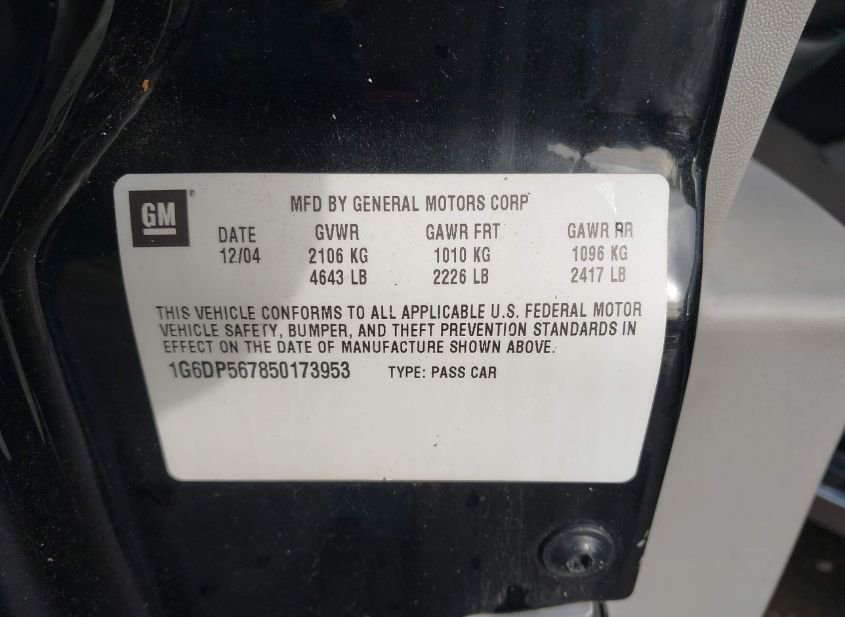 GM®
MFD BY GENERAL MOTORS CORP
DATE GVWR GAWR FRT GAWR RR
12/04 2106 KG 1010 KG 1096 KG
4643 LB 2226 LB 2417 LB
THIS VEHICLE CONFORMS TO ALL APPLICABLE U.S. FEDERAL MOTOR
VEHICLE SAFETY, BUMPER, AND THEFT PREVENTION STANDARDS IN
EFFECT ON THE DATE OF MANUFACTURE SHOWN ABOVE.
1G6DP567850173953 TYPE: PASS CAR